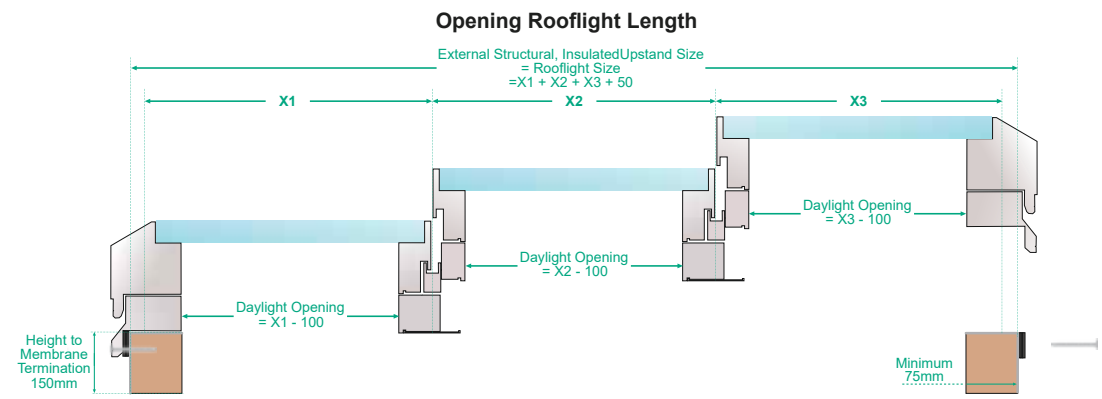 Opening Rooflight Length
External Structural, InsulatedUpstand Size
= Rooflight Size
=X1 + X2 + X3 + 50
X1
X2
X3
Daylight Opening
= X3 - 100
Daylight Opening
= X2 - 100
Daylight Opening
= X1 - 100
Height to
Membrane
Termination
150mm
Minimum
75mm